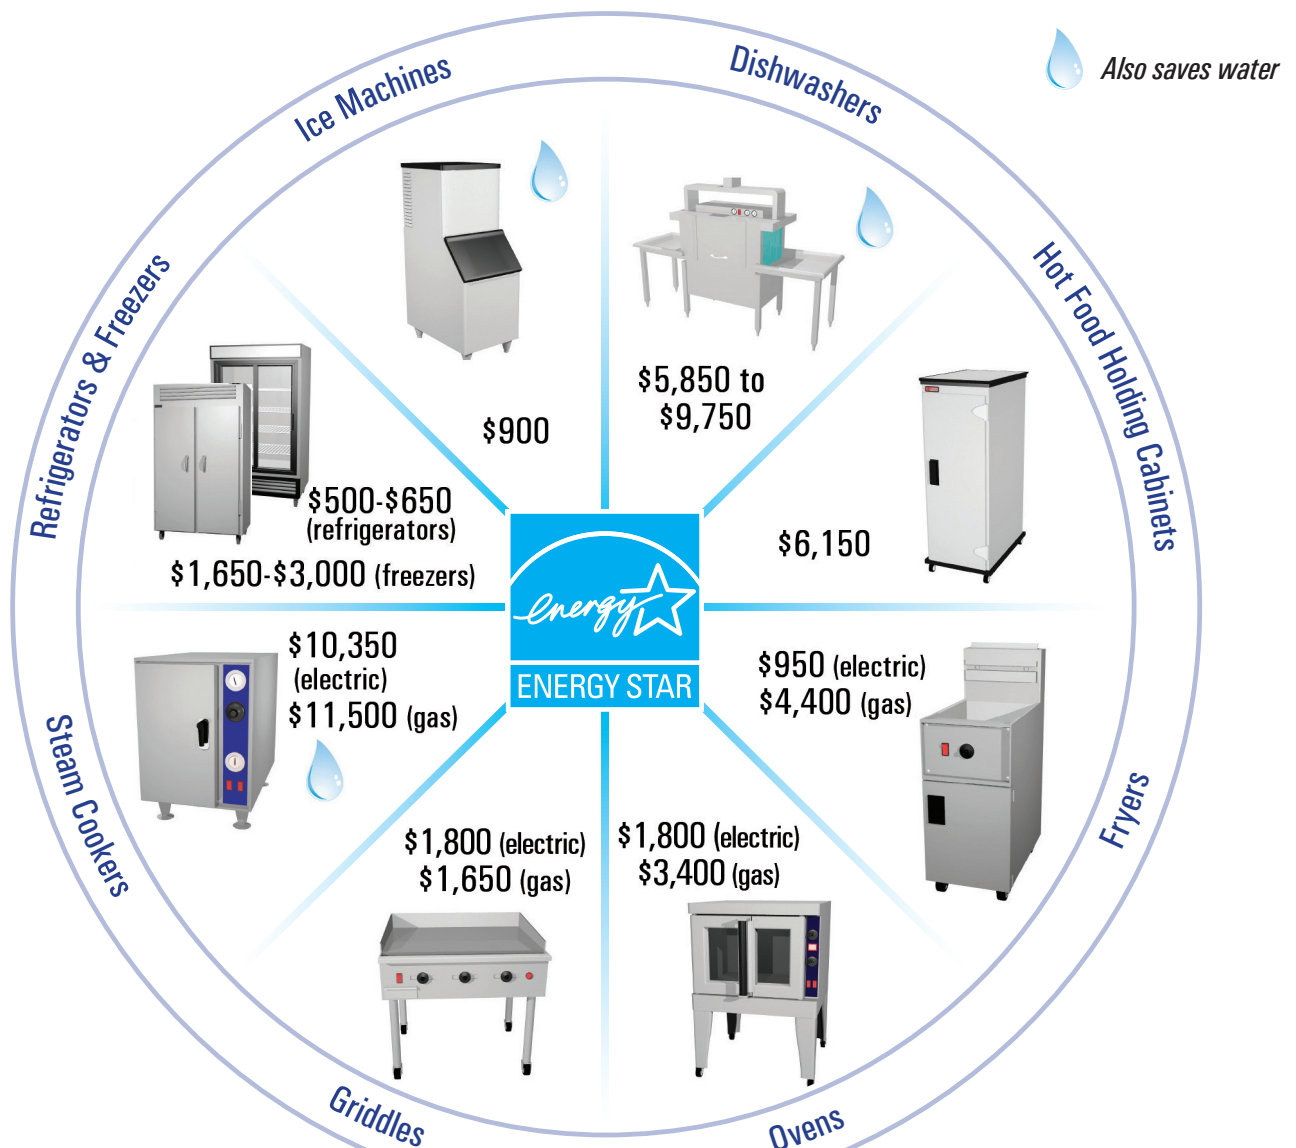 Also saves water
Ice Machines
$900
Dishwashers
$5,850 to
$9,750
Hot Food Holding Cabinets
$6,150
Refrigerators & Freezers
$500-$650
(refrigerators)
$1,650-$3,000 (freezers)
energy
ENERGY STAR
Steam Cookers
$10,350
(electric)
$11,500 (gas)
Fryers
$950 (electric)
$4,400 (gas)
Griddles
$1,800 (electric)
$1,650 (gas)
Ovens
$1,800 (electric)
$3,400 (gas)